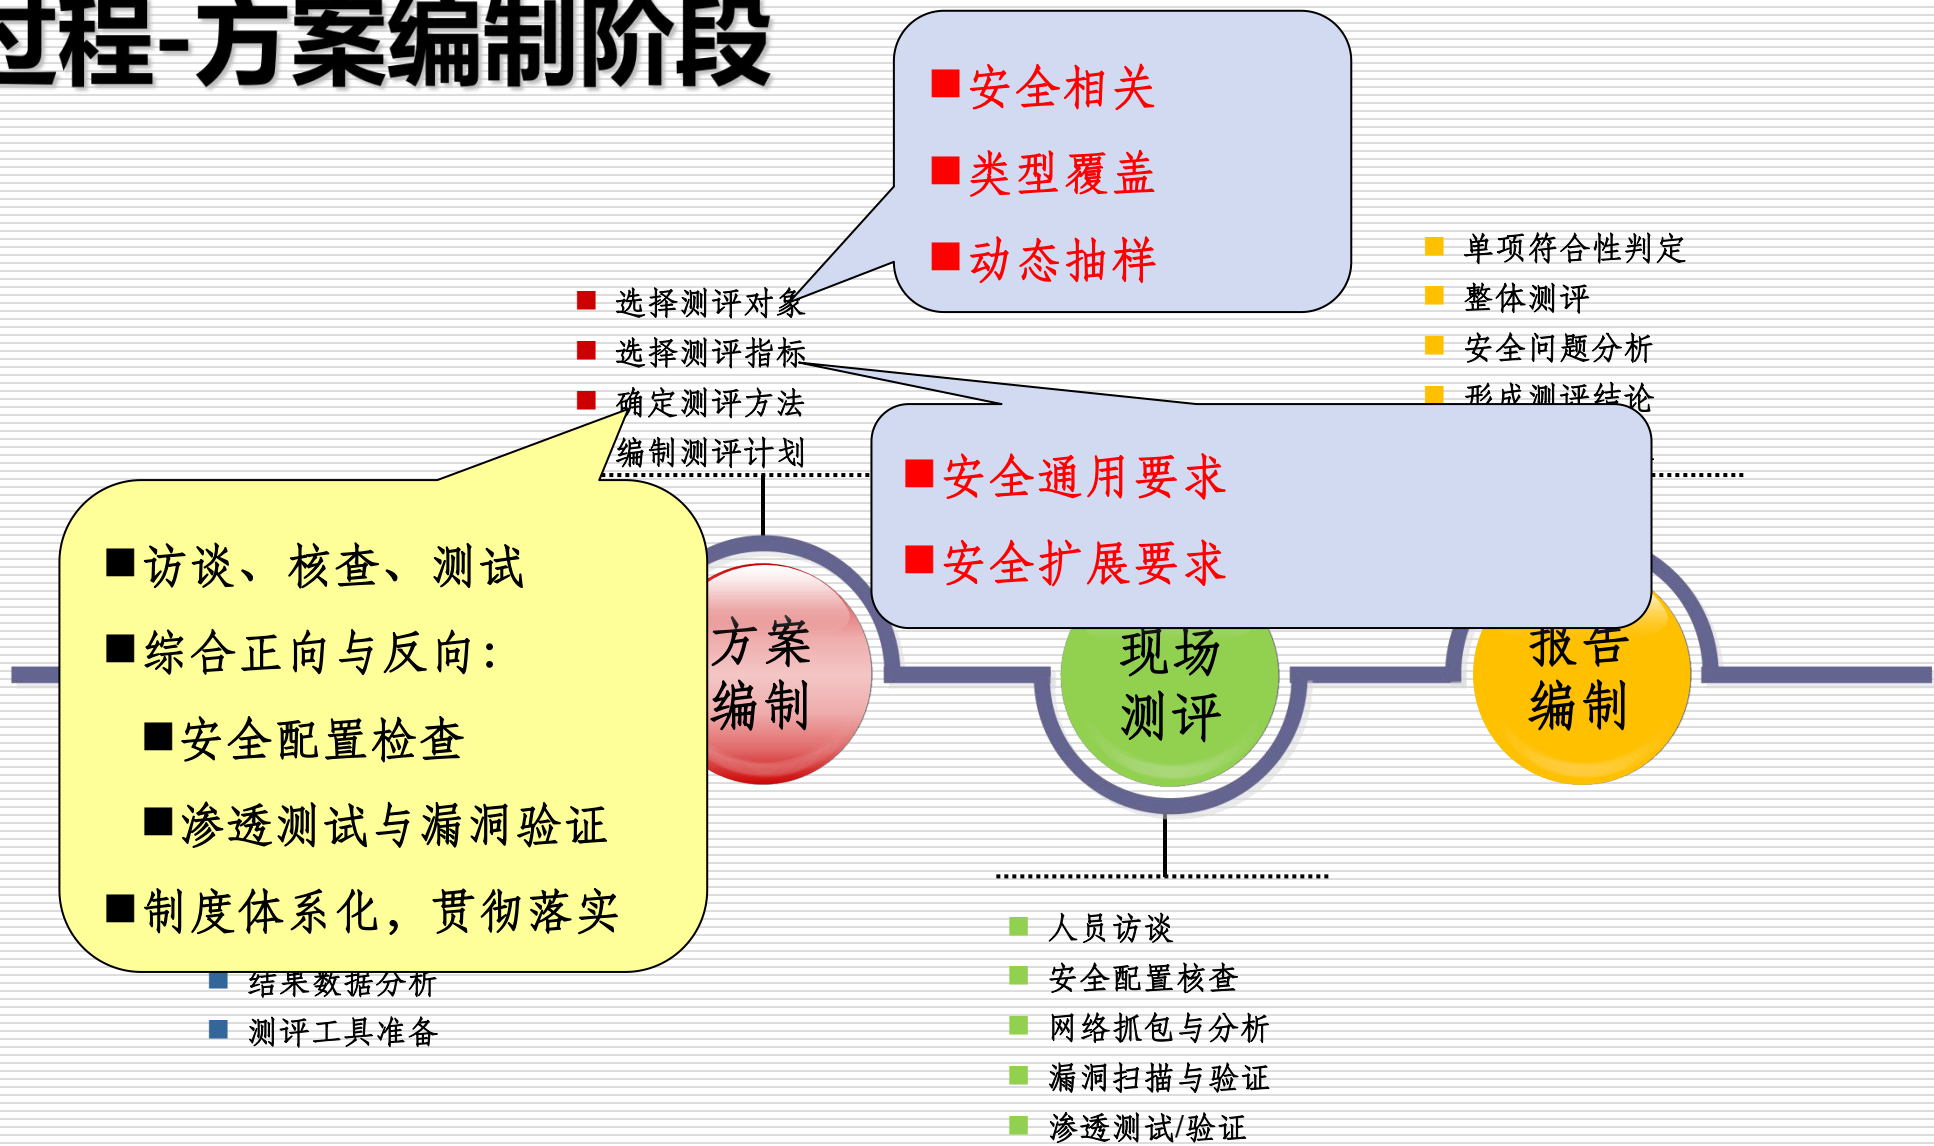 过程-方案编制阶段
■安全相关
■类型覆盖
■动态抽样
■ 选择测评对象
■ 选择测评指标
■ 确定测评方法
编制测评计划
■ 单项符合性判定
■ 整体测评
■ 安全问题分析
■ 形成测评结论
■安全通用要求
■安全扩展要求
■访谈、核查、测试
■综合正向与反向：
■安全配置检查
■渗透测试与漏洞验证
■制度体系化，贯彻落实
方案
编制
现场
测评
报告
编制
■ 结果数据分析
■ 测评工具准备
■ 人员访谈
■ 安全配置核查
■ 网络抓包与分析
■ 漏洞扫描与验证
■ 渗透测试/验证